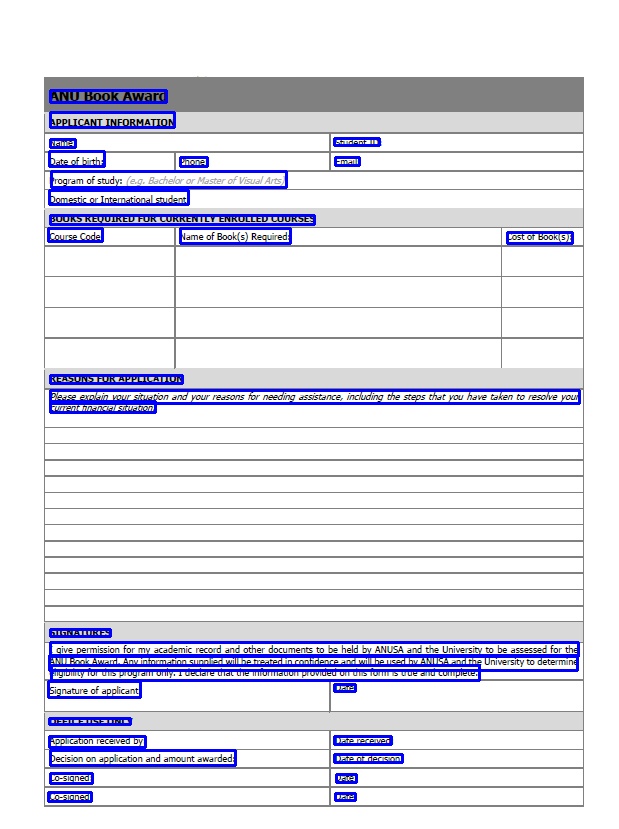 ANU Book Award
APPLICANT INFORMATION
Name: Student ID:
Date of birth: Phone: Email:
Program of study: (e.g. Bachelor or Master of Visual Arts)
Domestic or International student:
BOOKS REQUIRED FOR CURRENTLY ENROLLED COURSES
Course Code: Name of Book(s) Required: Cost of Book(s):
REASONS FOR APPLICATION
Please explain your situation and your reasons for needing assistance, including the steps that you have taken to resolve your
current financial situation.
SIGNATURES
I give permission for my academic record and other documents to be held by ANUSA and the University to be assessed for the
ANU Book Award. Any information supplied will be treated in confidence and will be used by ANUSA and the University to determine
eligibility for this program only. I declare that the information provided on this form is true and complete.
Signature of applicant: Date:
OFFICE USE ONLY
Application received by: Date received:
Decision on application and amount awarded: Date of decision:
Co-signed: Date:
Co-signed: Date: